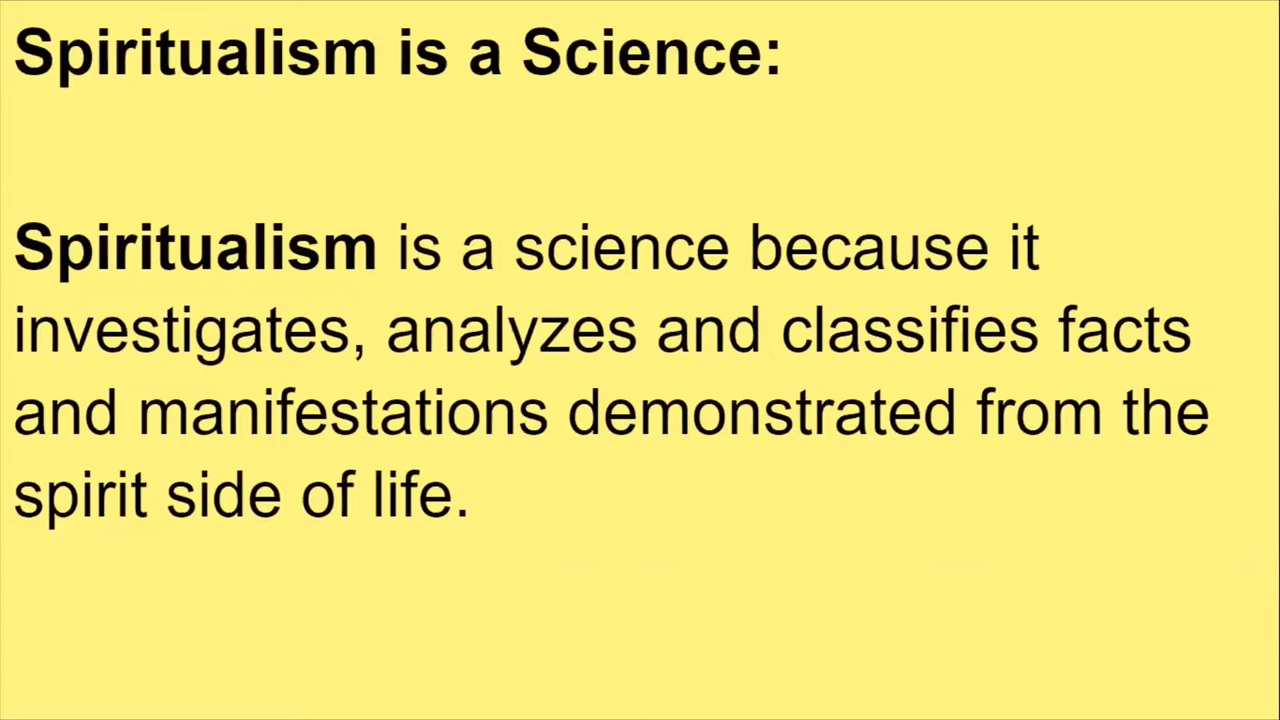 Spiritualism is a Science:
Spiritualism is a science because it
investigates, analyzes and classifies facts
and manifestations demonstrated from the
spirit side of life.